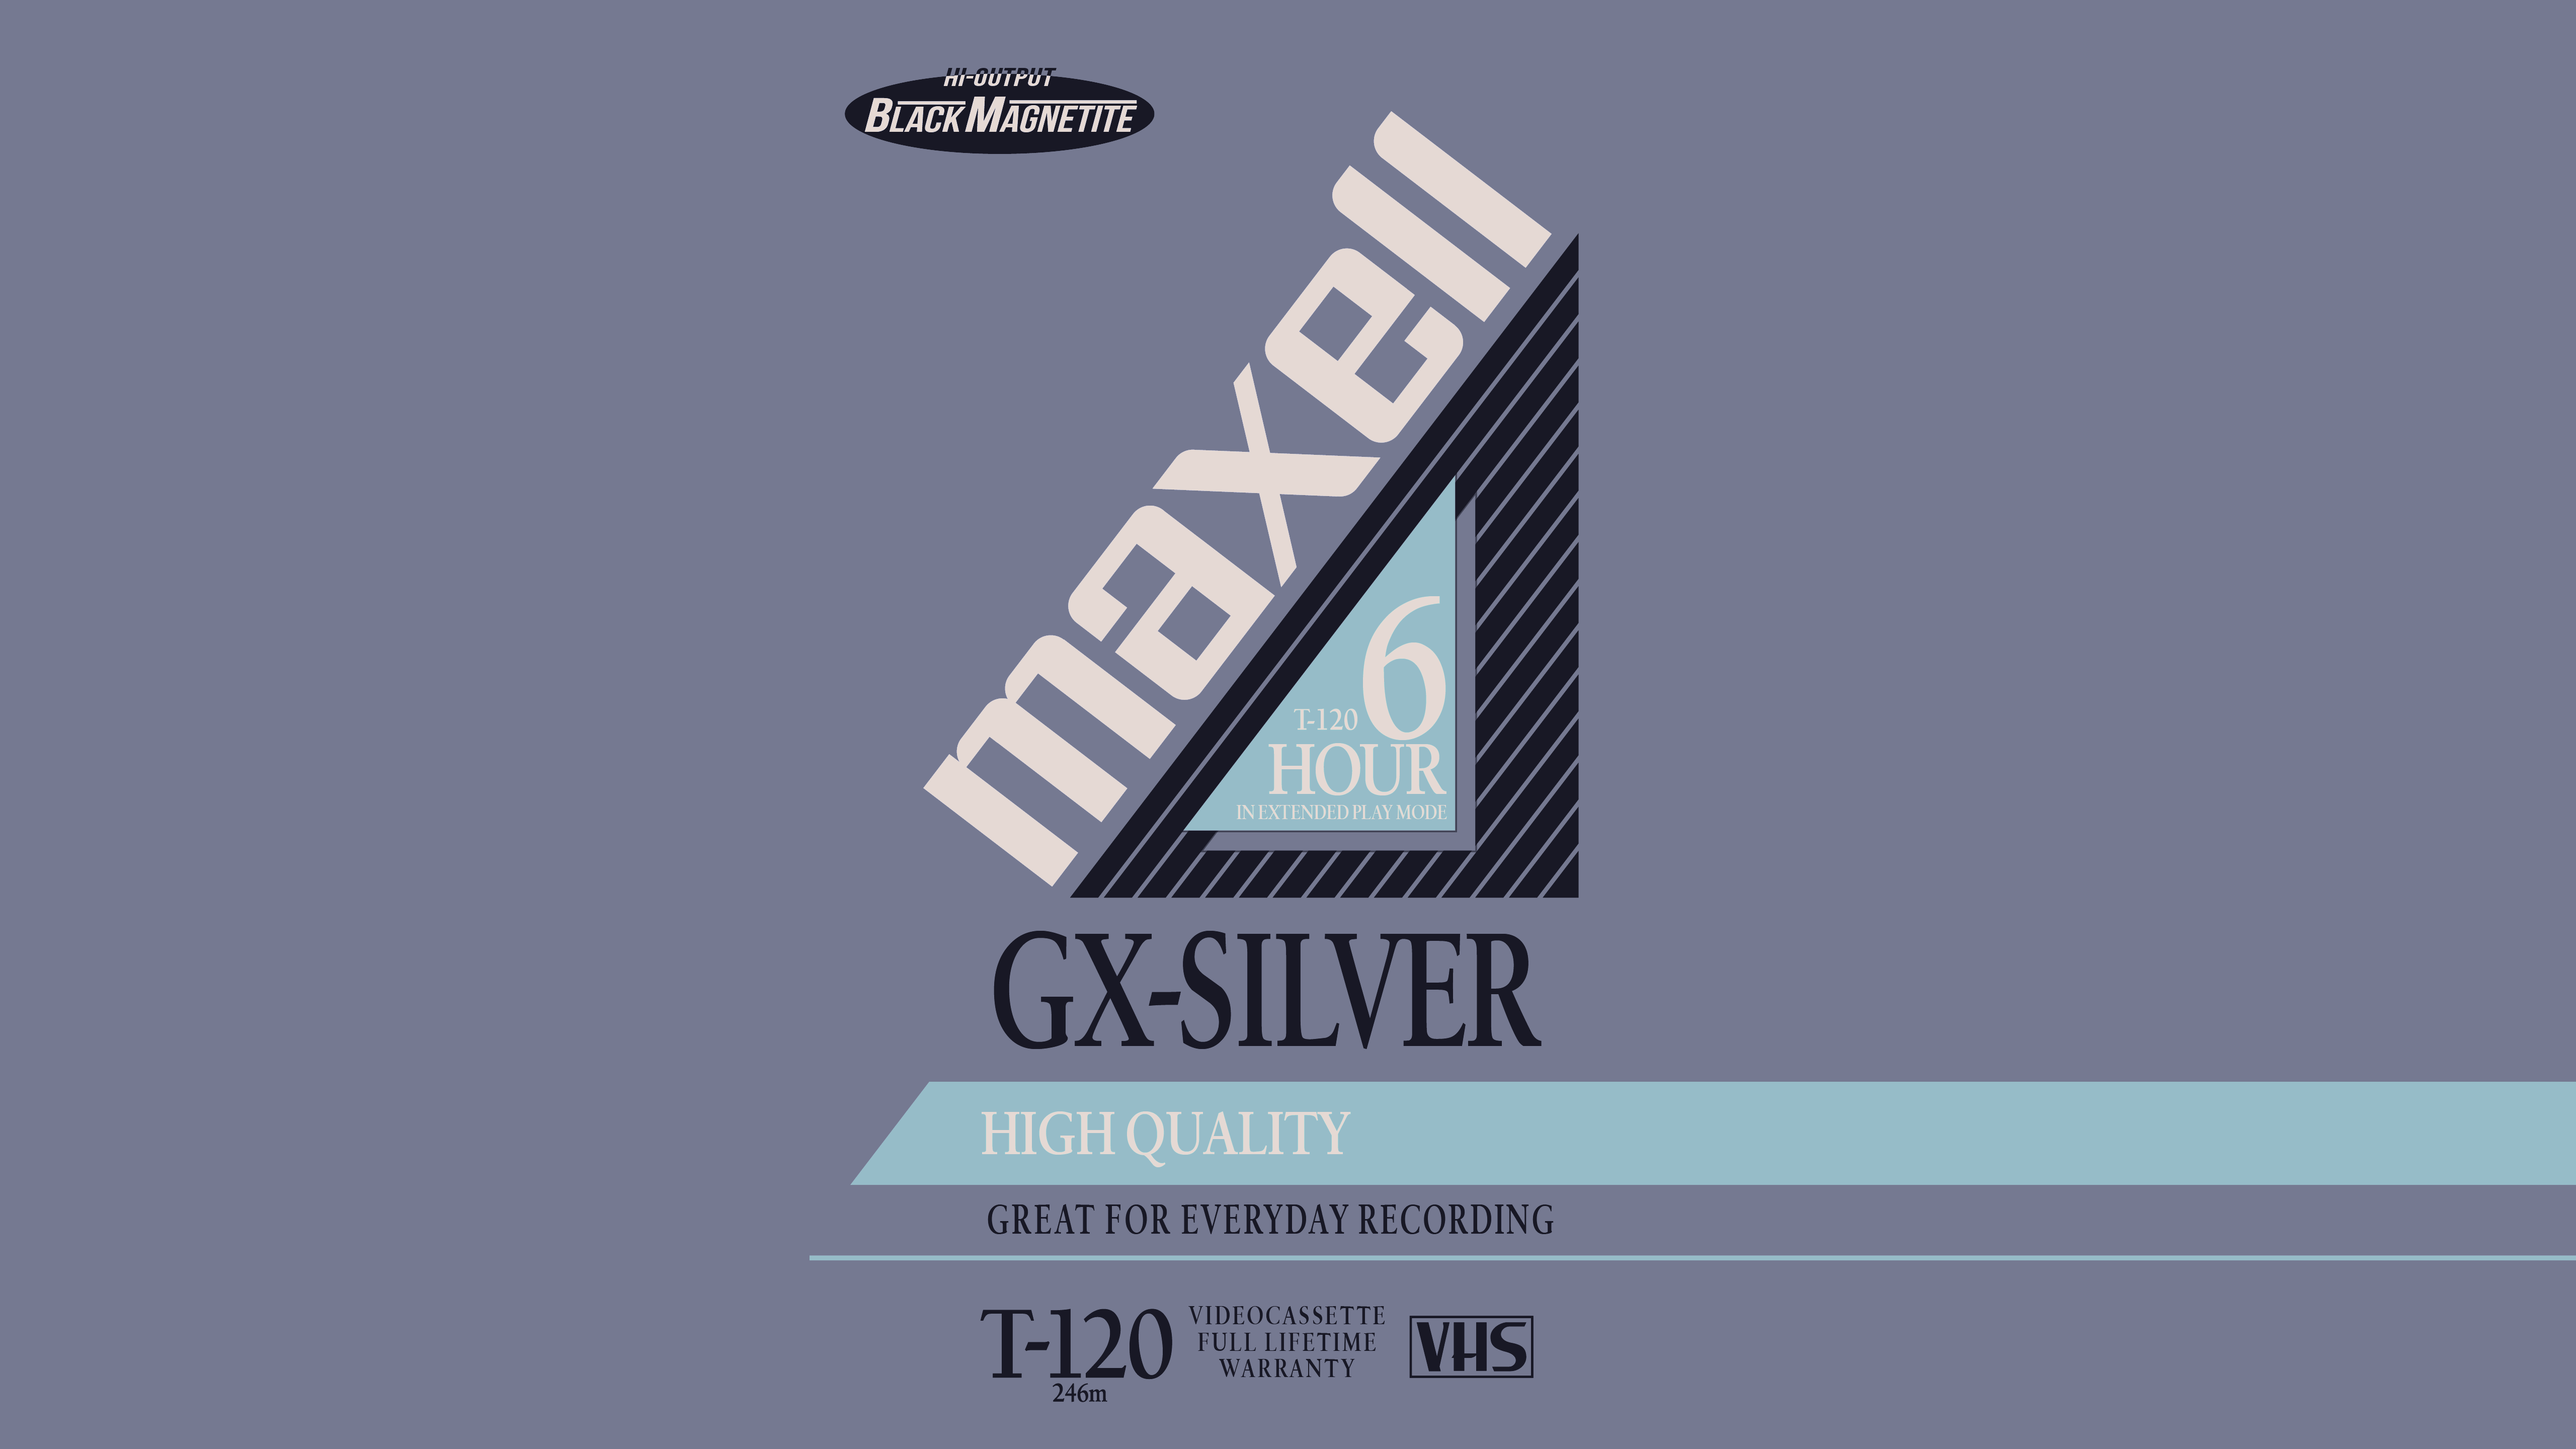 HI-OUTPUT
BLACK MAGNETITE
maxell
6
T-120
HOUR
IN EXTENDED PLAY MODE
GX-SILVER
HIGH QUALITY
GREAT FOR EVERYDAY RECORDING
T-120
246m
VIDEOCASSETTE
FULL LIFETIME
WARRANTY
VHS